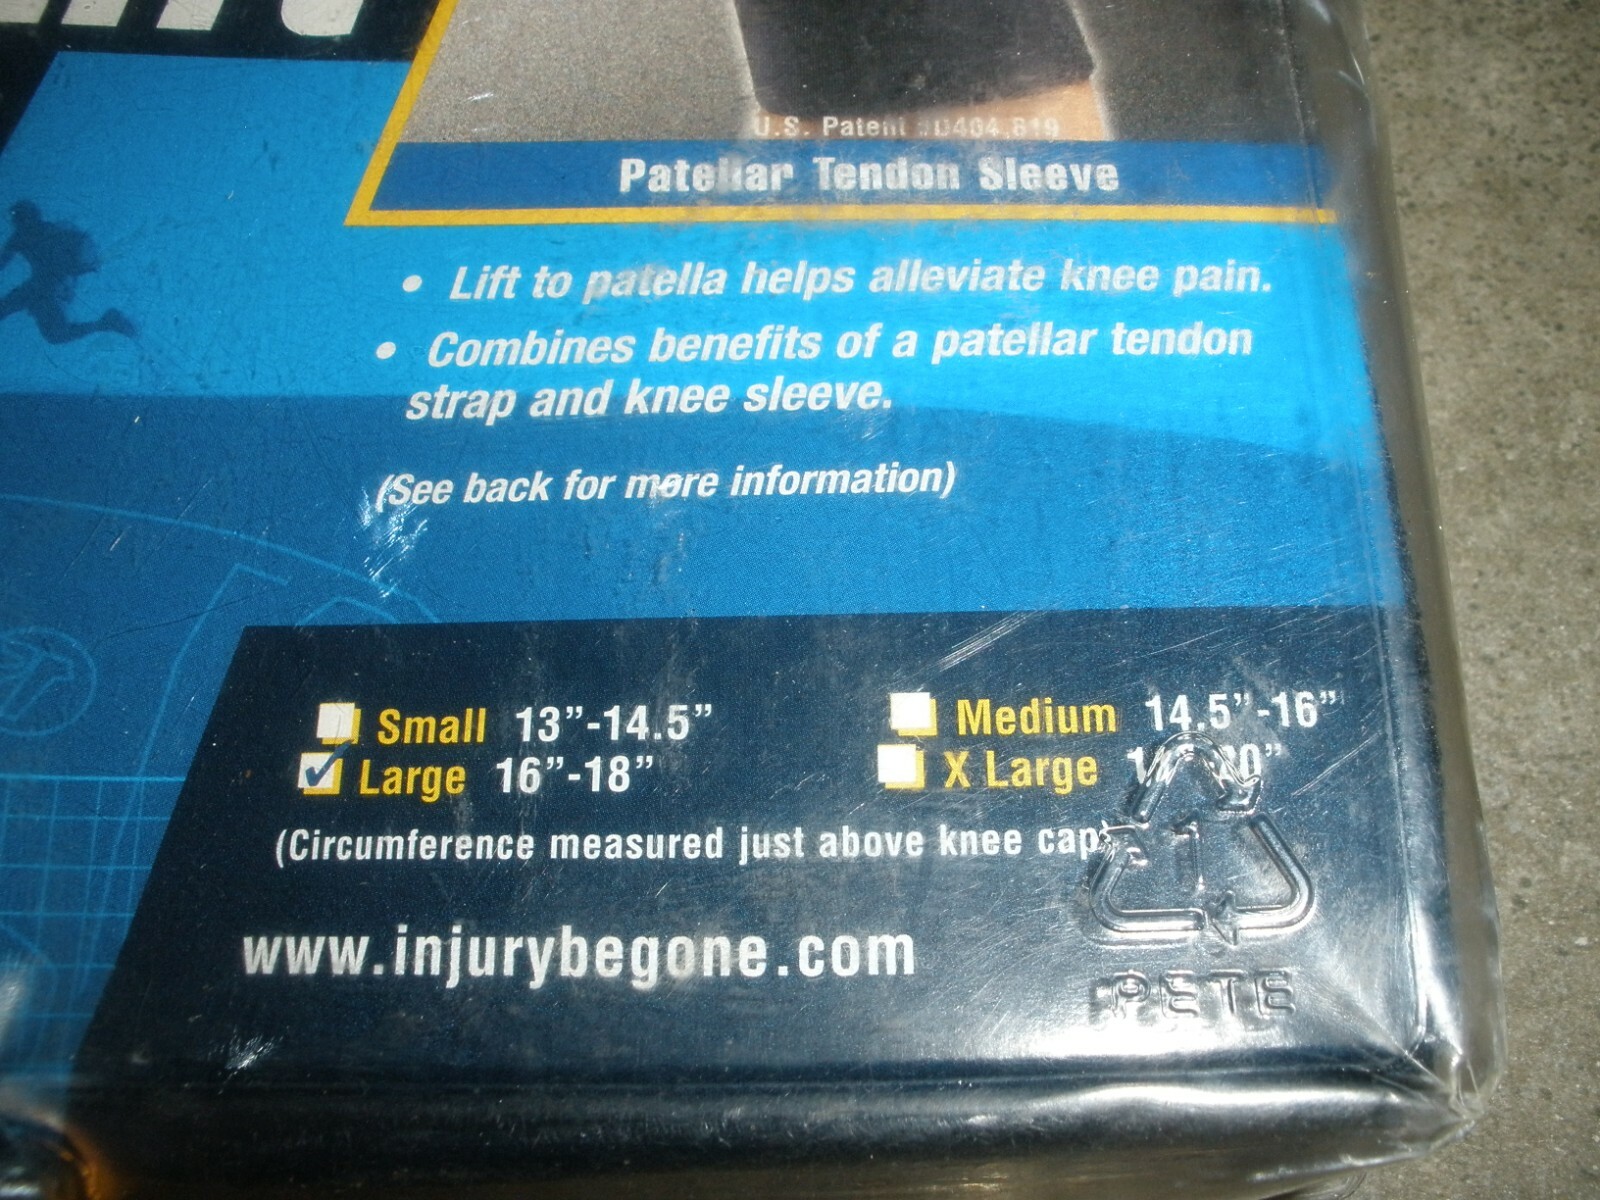 U.S. Patent #D464,819
Patellar Tendon Sleeve
• Lift to patella helps alleviate knee pain.
• Combines benefits of a patellar tendon
strap and knee sleeve.
(See back for more information)
Small 13”-14.5” Medium 14.5”-16”
Large 16”-18” X Large
(Circumference measured just above knee cap
1
www.injurybegone.com
PETE